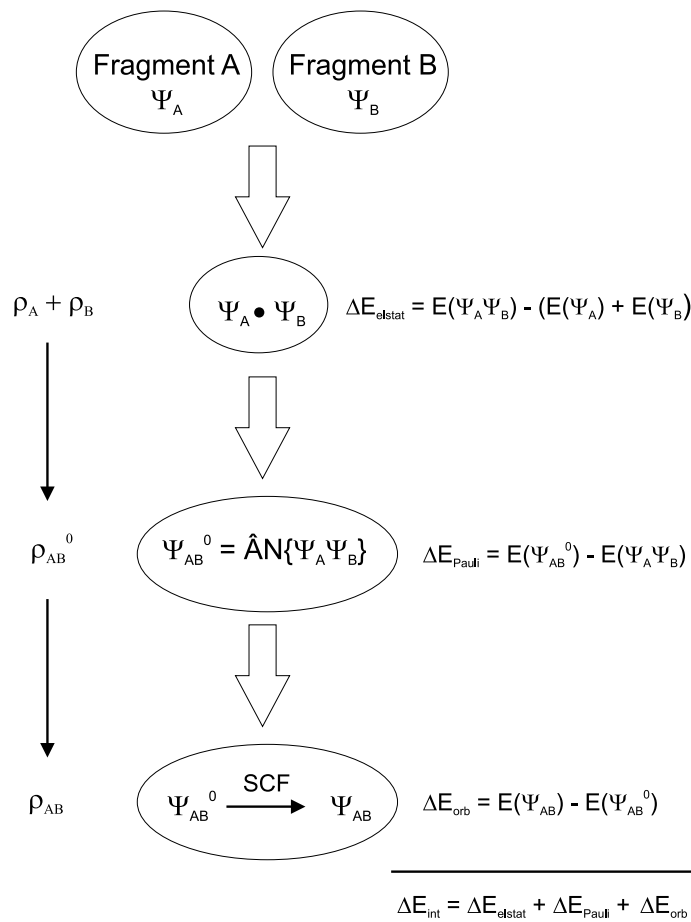 Fragment A
Ψ_A
Fragment B
Ψ_B
ρ_A + ρ_B
Ψ_A • Ψ_B
ΔE_elstat = E(Ψ_AΨ_B) - (E(Ψ_A) + E(Ψ_B)
ρ_AB^0
Ψ_AB^0 = ÂN{Ψ_AΨ_B}
ΔE_Pauli = E(Ψ_AB^0) - E(Ψ_AΨ_B)
ρ_AB
SCF
Ψ_AB^0 → Ψ_AB
ΔE_orb = E(Ψ_AB) - E(Ψ_AB^0)
ΔE_int = ΔE_elstat + ΔE_Pauli + ΔE_orb